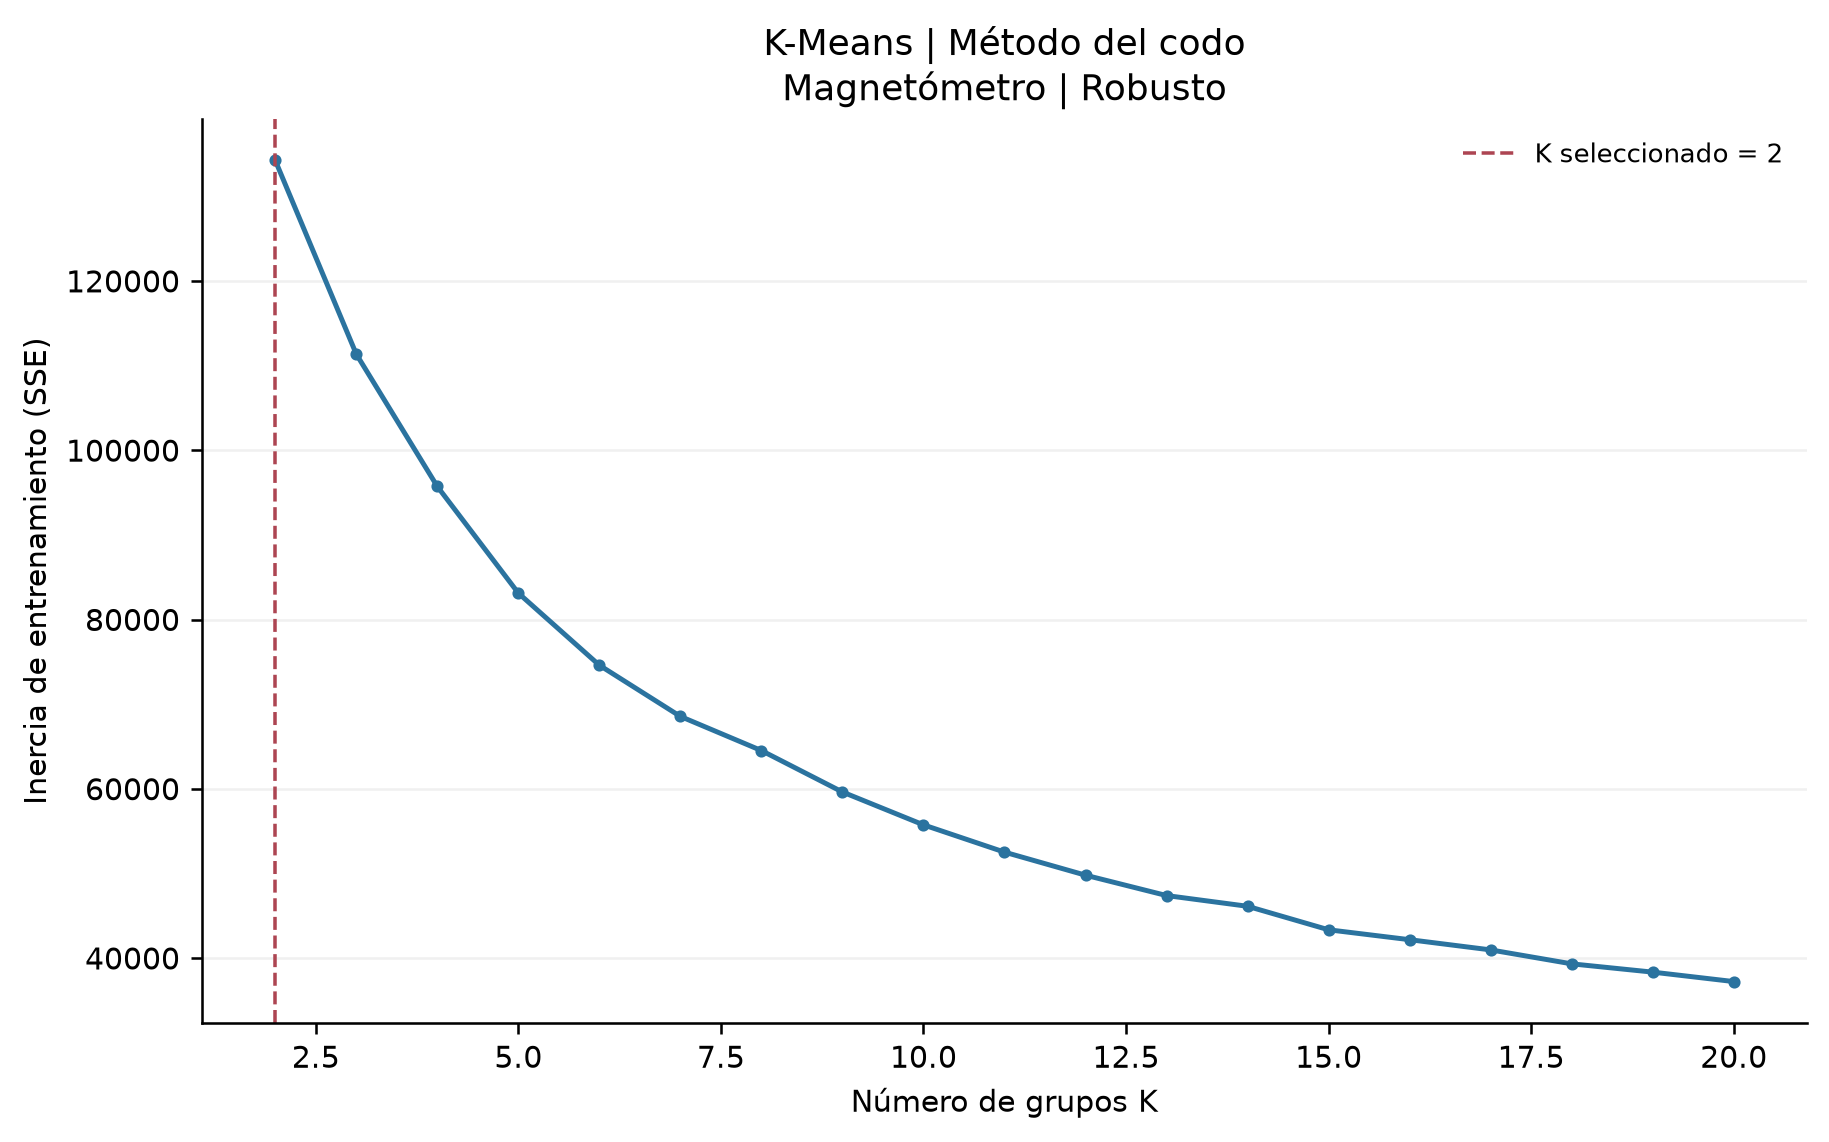 K-Means | Método del codo
Magnetómetro | Robusto
K seleccionado = 2
Inercia de entrenamiento (SSE)
120000
100000
80000
60000
40000
2.5 5.0 7.5 10.0 12.5 15.0 17.5 20.0
Número de grupos K